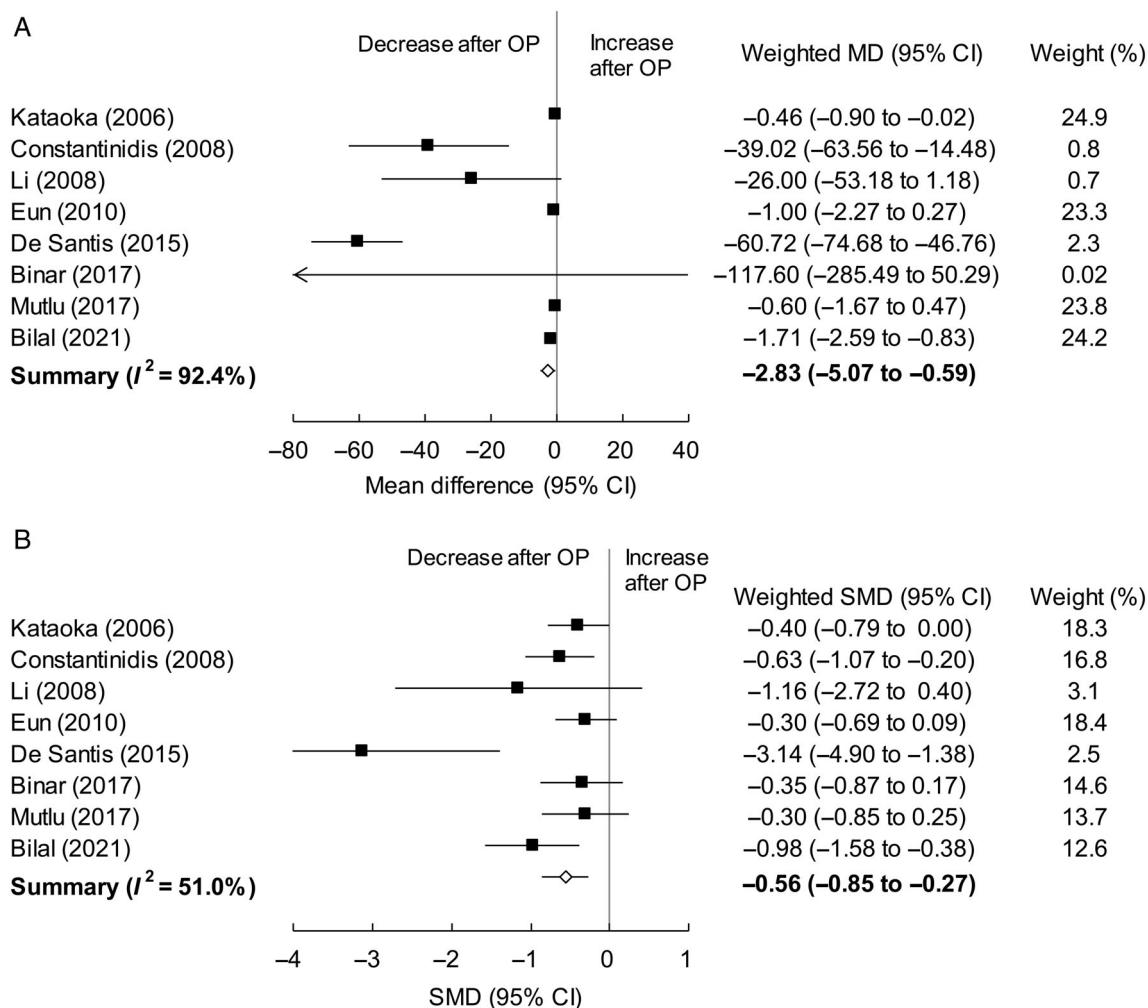 A
Decrease after OP
Increase
after OP
Weighted MD (95% CI)
Weight (%)
Kataoka (2006) –0.46 (–0.90 to –0.02) 24.9
Constantinidis (2008) –39.02 (–63.56 to –14.48) 0.8
Li (2008) –26.00 (–53.18 to 1.18) 0.7
Eun (2010) –1.00 (–2.27 to 0.27) 23.3
De Santis (2015) –60.72 (–74.68 to –46.76) 2.3
Binar (2017) –117.60 (–285.49 to 50.29) 0.02
Mutlu (2017) –0.60 (–1.67 to 0.47) 23.8
Bilal (2021) –1.71 (–2.59 to –0.83) 24.2
Summary (I 2 = 92.4%) –2.83 (–5.07 to –0.59)
–80 –60 –40 –20 0 20 40
Mean difference (95% CI)
B
Decrease after OP
Increase
after OP
Weighted SMD (95% CI)
Weight (%)
Kataoka (2006) –0.40 (–0.79 to 0.00) 18.3
Constantinidis (2008) –0.63 (–1.07 to –0.20) 16.8
Li (2008) –1.16 (–2.72 to 0.40) 3.1
Eun (2010) –0.30 (–0.69 to 0.09) 18.4
De Santis (2015) –3.14 (–4.90 to –1.38) 2.5
Binar (2017) –0.35 (–0.87 to 0.17) 14.6
Mutlu (2017) –0.30 (–0.85 to 0.25) 13.7
Bilal (2021) –0.98 (–1.58 to –0.38) 12.6
Summary (I 2 = 51.0%) –0.56 (–0.85 to –0.27)
–4 –3 –2 –1 0 1
SMD (95% CI)